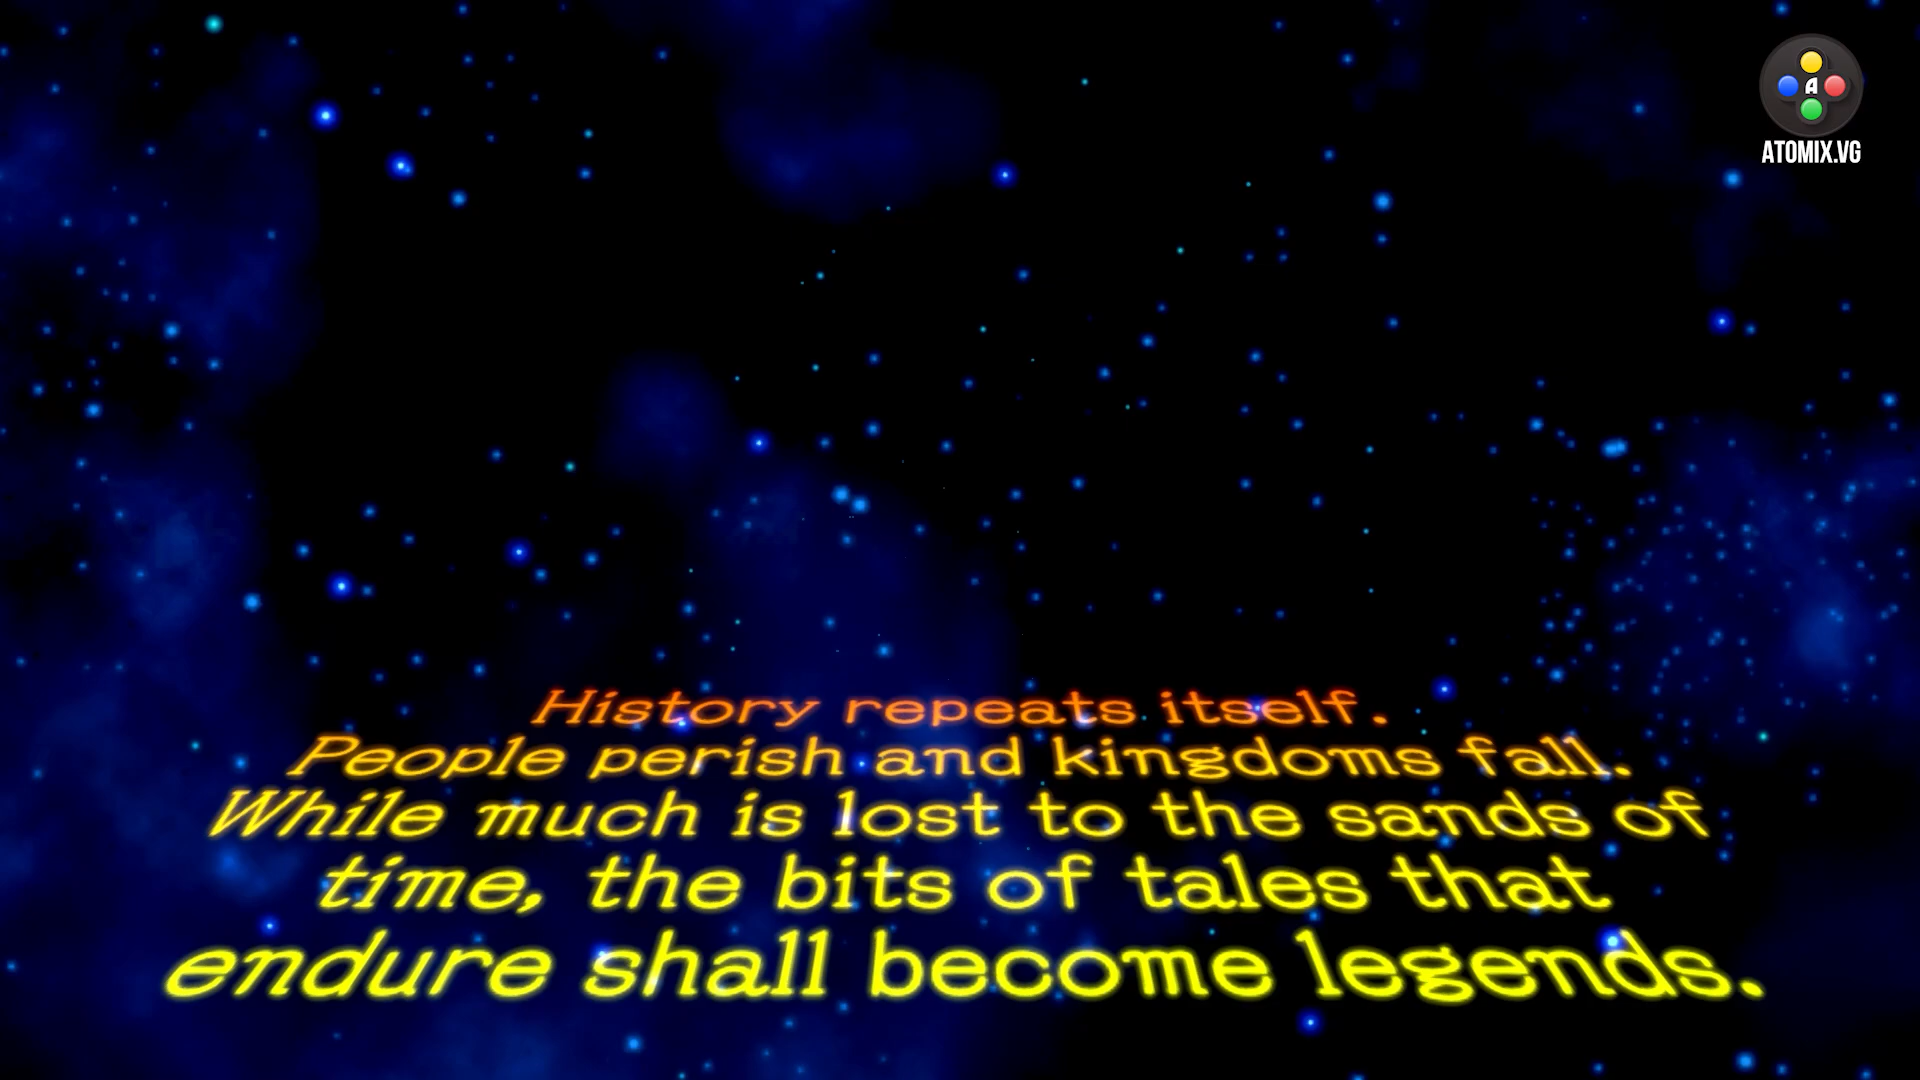 ATOMIX.VG
History repeats itself.
People perish and kingdoms fall.
While much is lost to the sands of
time, the bits of tales that
endure shall become legends.